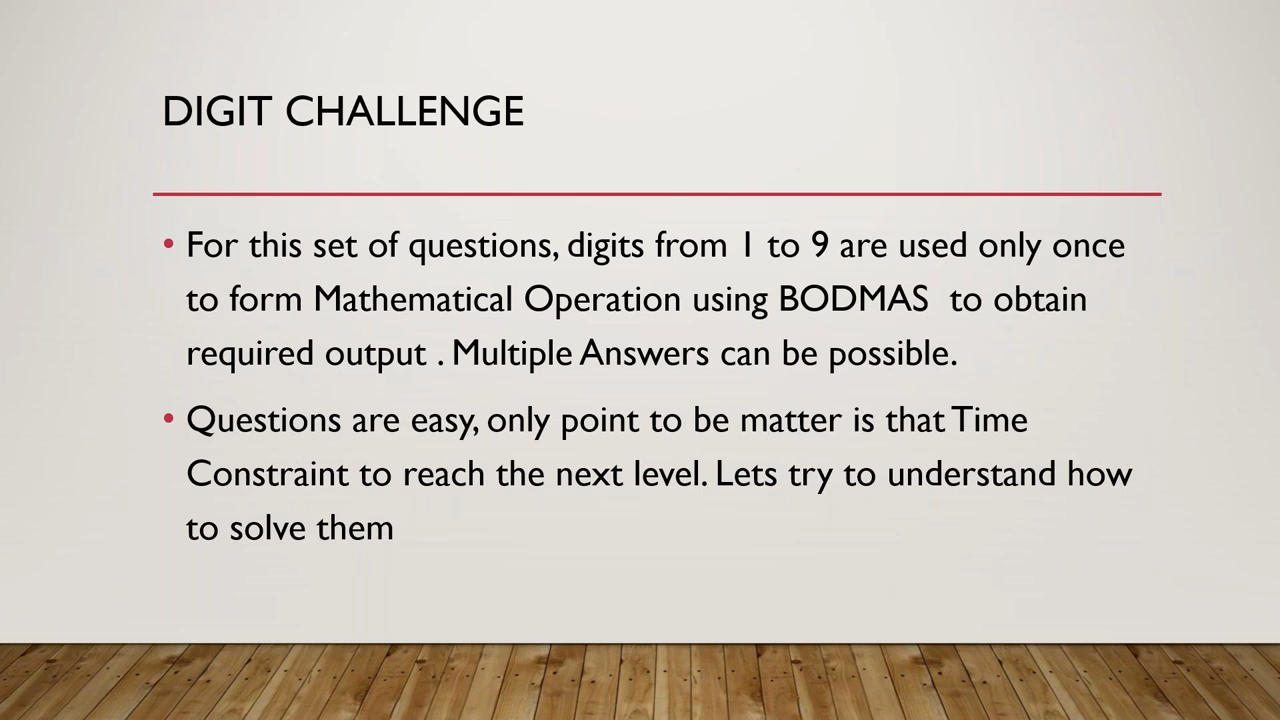 DIGIT CHALLENGE
• For this set of questions, digits from 1 to 9 are used only once
to form Mathematical Operation using BODMAS  to obtain
required output . Multiple Answers can be possible.
• Questions are easy, only point to be matter is that Time
Constraint to reach the next level. Lets try to understand how
to solve them